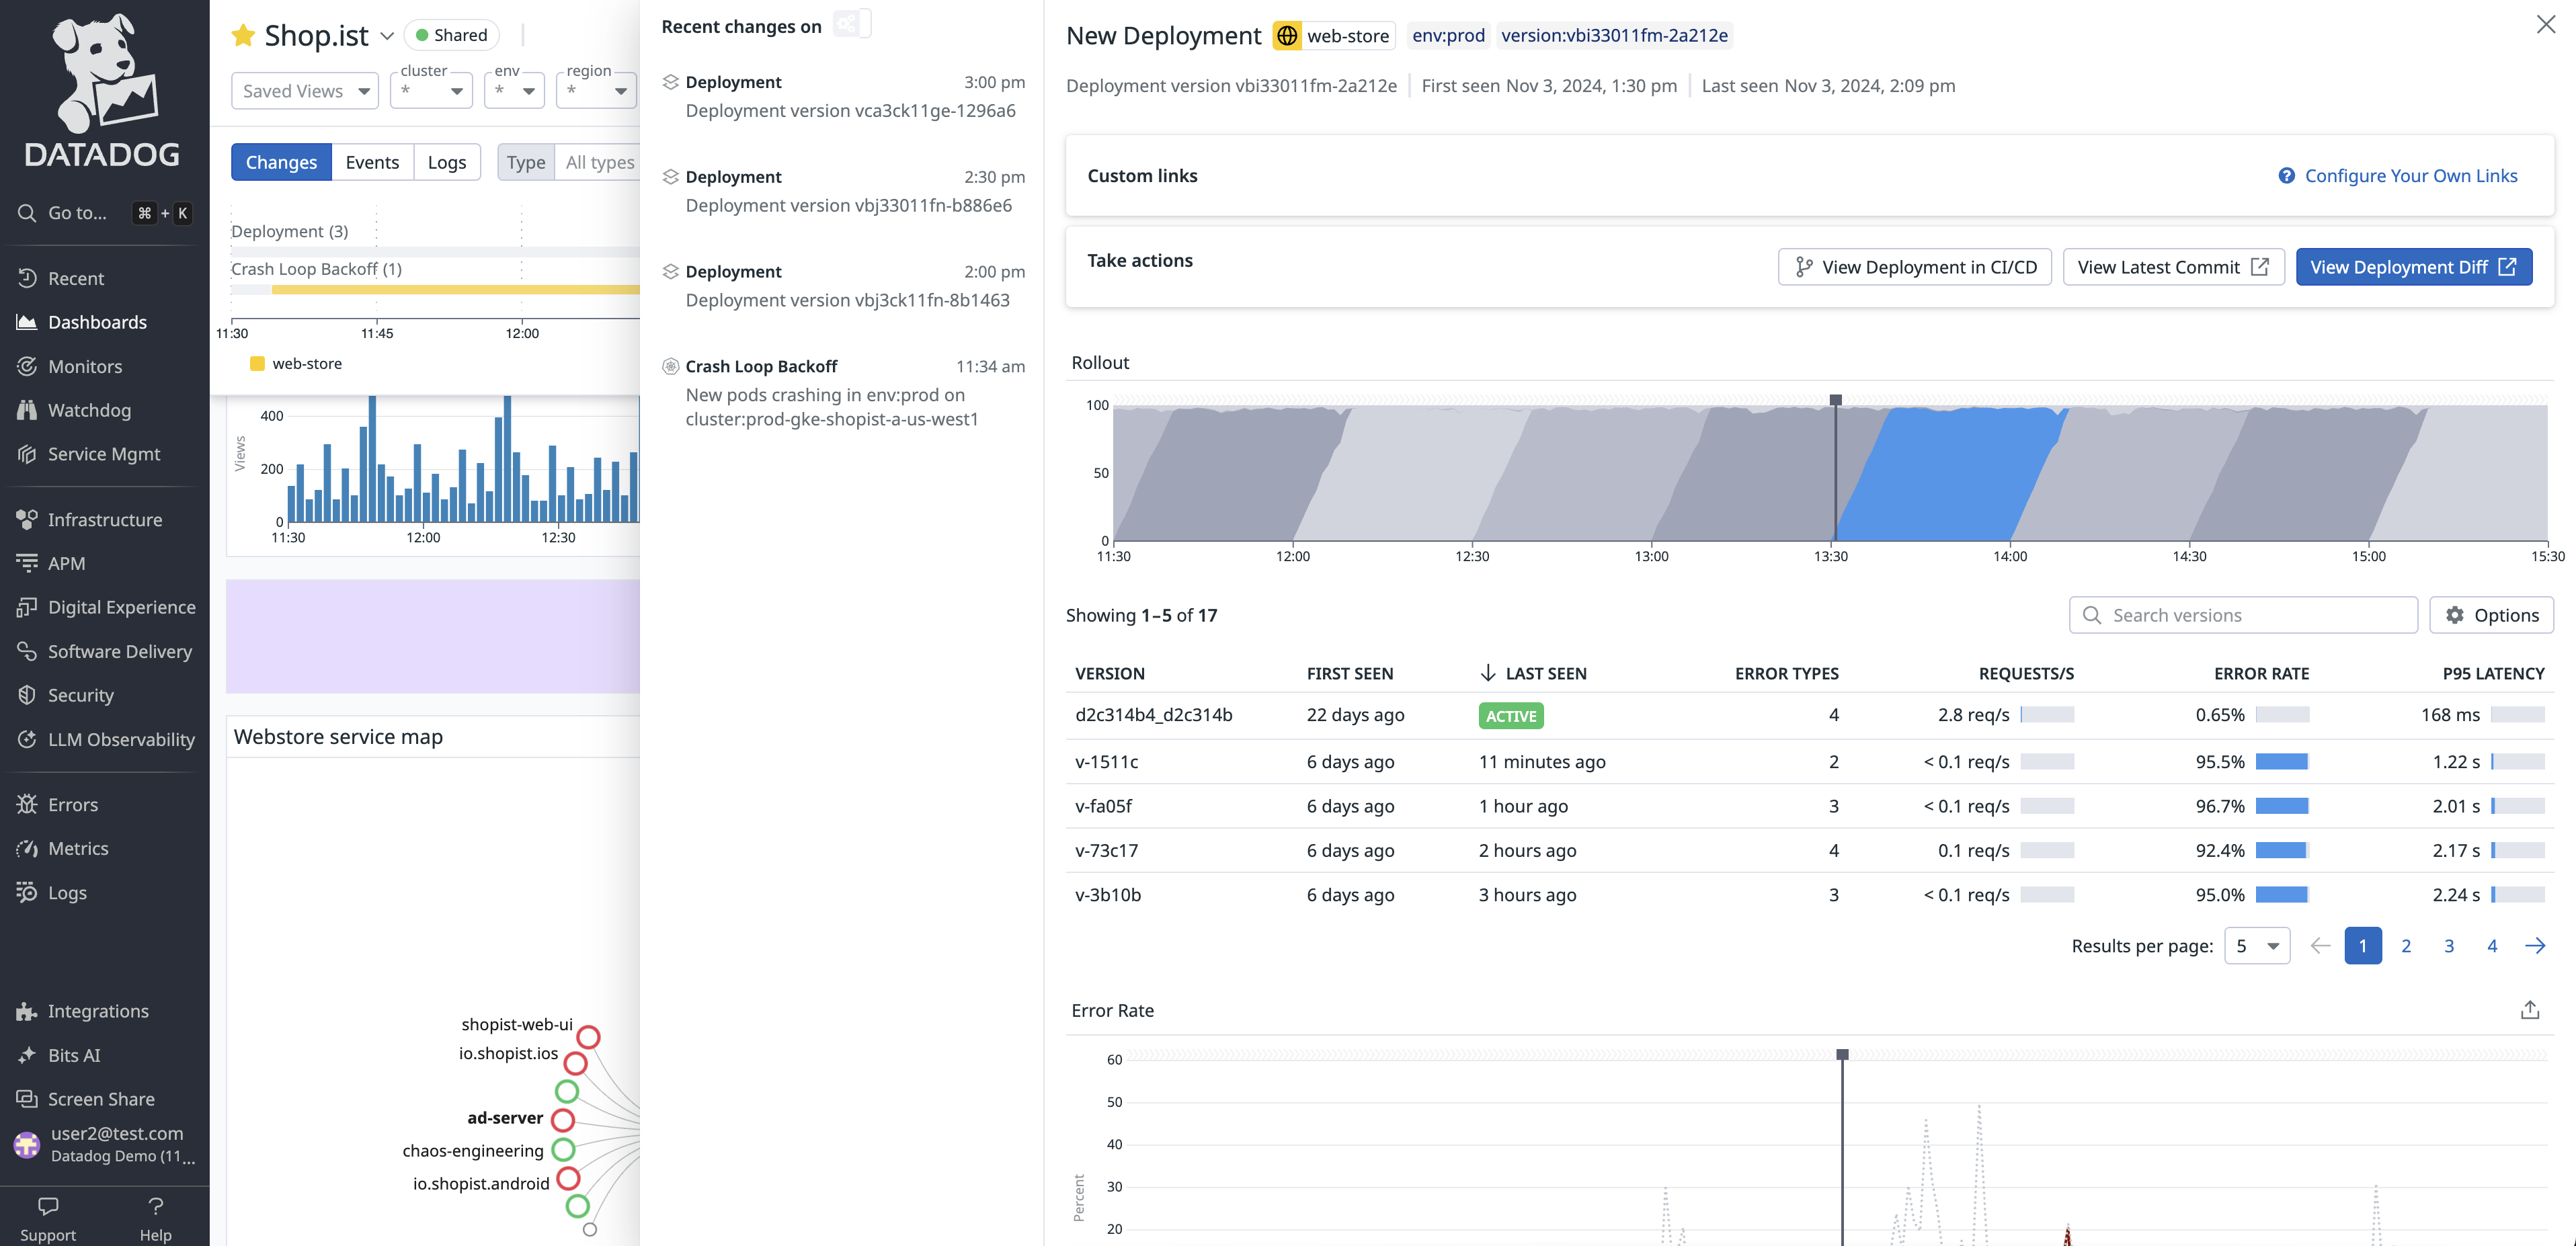 DATADOG
Go to... ⌘ + K
Recent
Dashboards
Monitors
Watchdog
Service Mgmt
Infrastructure
APM
Digital Experience
Software Delivery
Security
LLM Observability
Errors
Metrics
Logs
Integrations
Bits AI
Screen Share
user2@test.com
Datadog Demo (11...
Support
Help
Shop.ist
Shared
Saved Views
cluster
*
env
*
region
*
Changes
Events
Logs
Type
All types
Deployment (3)
Crash Loop Backoff (1)
11:30 11:45 12:00
web-store
Views
400
200
0
11:30 12:00 12:30
Webstore service map
shopist-web-ui
io.shopist.ios
ad-server
chaos-engineering
io.shopist.android
Recent changes on
Deployment 3:00 pm
Deployment version vca3ck11ge-1296a6
Deployment 2:30 pm
Deployment version vbj33011fn-b886e6
Deployment 2:00 pm
Deployment version vbj3ck11fn-8b1463
Crash Loop Backoff 11:34 am
New pods crashing in env:prod on
cluster:prod-gke-shopist-a-us-west1
New Deployment web-store env:prod version:vbi33011fm-2a212e
Deployment version vbi33011fm-2a212e First seen Nov 3, 2024, 1:30 pm Last seen Nov 3, 2024, 2:09 pm
Custom links
Configure Your Own Links
Take actions
View Deployment in CI/CD
View Latest Commit
View Deployment Diff
Rollout
100
50
0
11:30 12:00 12:30 13:00 13:30 14:00 14:30 15:00 15:30
Showing 1–5 of 17
Search versions
Options
VERSION FIRST SEEN LAST SEEN ERROR TYPES REQUESTS/S ERROR RATE P95 LATENCY
d2c314b4_d2c314b 22 days ago ACTIVE 4 2.8 req/s 0.65% 168 ms
v-1511c 6 days ago 11 minutes ago 2 < 0.1 req/s 95.5% 1.22 s
v-fa05f 6 days ago 1 hour ago 3 < 0.1 req/s 96.7% 2.01 s
v-73c17 6 days ago 2 hours ago 4 0.1 req/s 92.4% 2.17 s
v-3b10b 6 days ago 3 hours ago 3 < 0.1 req/s 95.0% 2.24 s
Results per page: 5 1 2 3 4
Error Rate
60
50
40
30
20
Percent